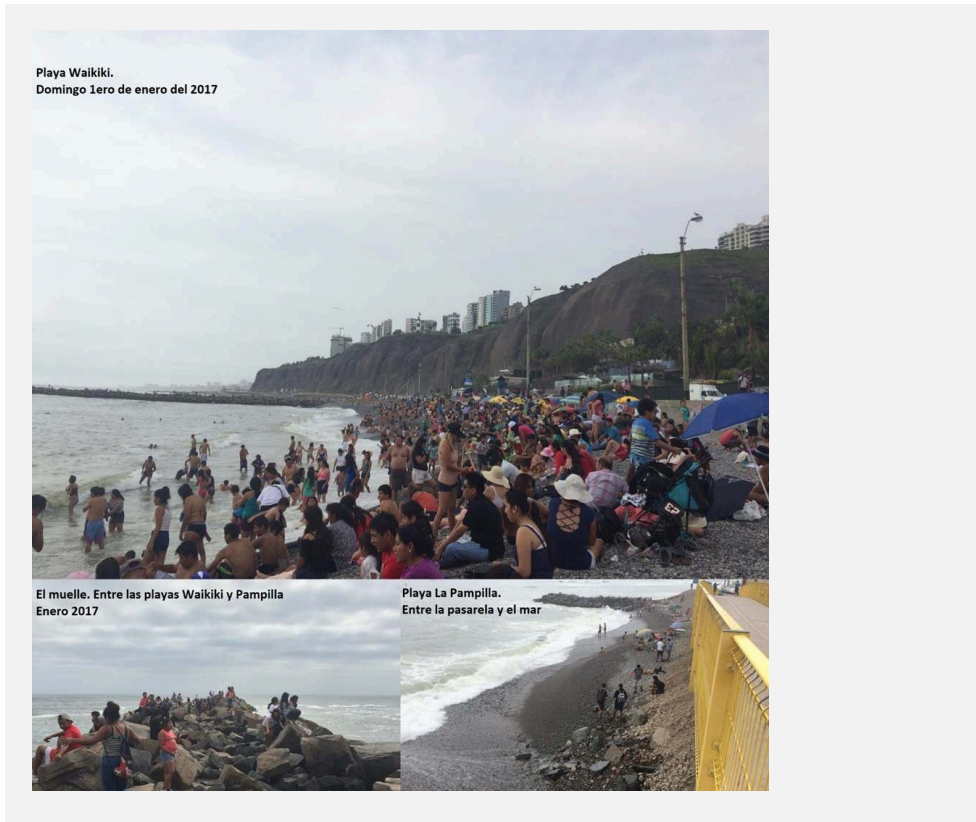 Playa Waikiki.
Domingo 1ero de enero del 2017
El muelle. Entre las playas Waikiki y Pampilla
Enero 2017
Playa La Pampilla.
Entre la pasarela y el mar